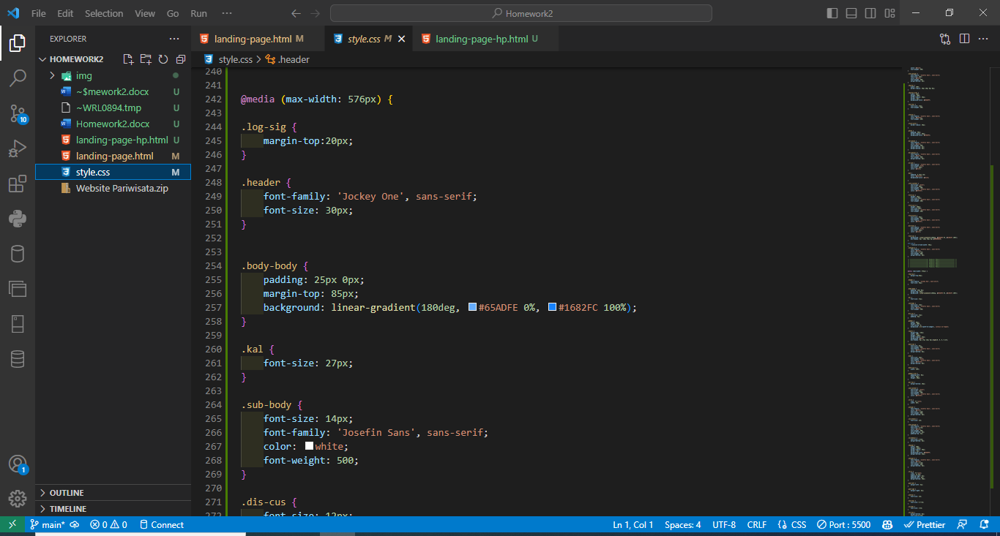 File Edit Selection View Go Run ··· Homework2
EXPLORER ···
landing-page.html M
style.css M
landing-page-hp.html U
HOMEWORK2
style.css > .header
img
~$mework2.docx U
~WRL0894.tmp U
Homework2.docx U
landing-page-hp.html U
landing-page.html M
style.css M
Website Pariwisata.zip
10
1
OUTLINE
TIMELINE
240
241
242 @media (max-width: 576px) {
243
244 .log-sig {
245     margin-top:20px;
246 }
247
248 .header {
249     font-family: 'Jockey One', sans-serif;
250     font-size: 30px;
251 }
252
253
254 .body-body {
255     padding: 25px 0px;
256     margin-top: 85px;
257     background: linear-gradient(180deg, #65ADFE 0%, #1682FC 100%);
258 }
259
260 .kal {
261     font-size: 27px;
262 }
263
264 .sub-body {
265     font-size: 14px;
266     font-family: 'Josefin Sans', sans-serif;
267     color: white;
268     font-weight: 500;
269 }
270
271 .dis-cus {
272     font-size: 12px;
main* 0 0 Connect Ln 1, Col 1 Spaces: 4 UTF-8 CRLF CSS Port : 5500 Prettier